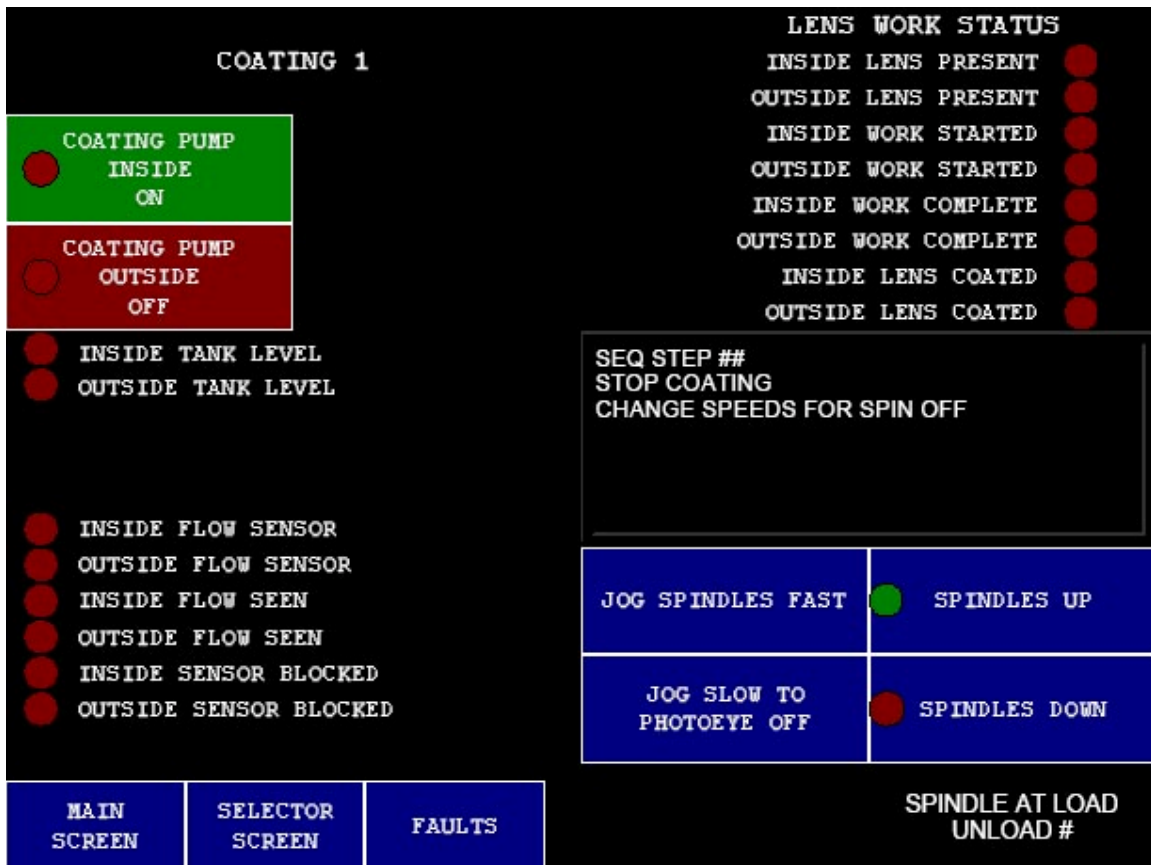 COATING 1
COATING PUMP
INSIDE
ON
COATING PUMP
OUTSIDE
OFF
INSIDE TANK LEVEL
OUTSIDE TANK LEVEL
INSIDE FLOW SENSOR
OUTSIDE FLOW SENSOR
INSIDE FLOW SEEN
OUTSIDE FLOW SEEN
INSIDE SENSOR BLOCKED
OUTSIDE SENSOR BLOCKED
LENS WORK STATUS
INSIDE LENS PRESENT
OUTSIDE LENS PRESENT
INSIDE WORK STARTED
OUTSIDE WORK STARTED
INSIDE WORK COMPLETE
OUTSIDE WORK COMPLETE
INSIDE LENS COATED
OUTSIDE LENS COATED
SEQ STEP ##
STOP COATING
CHANGE SPEEDS FOR SPIN OFF
JOG SPINDLES FAST
SPINDLES UP
JOG SLOW TO
PHOTOEYE OFF
SPINDLES DOWN
MAIN
SCREEN
SELECTOR
SCREEN
FAULTS
SPINDLE AT LOAD
UNLOAD #